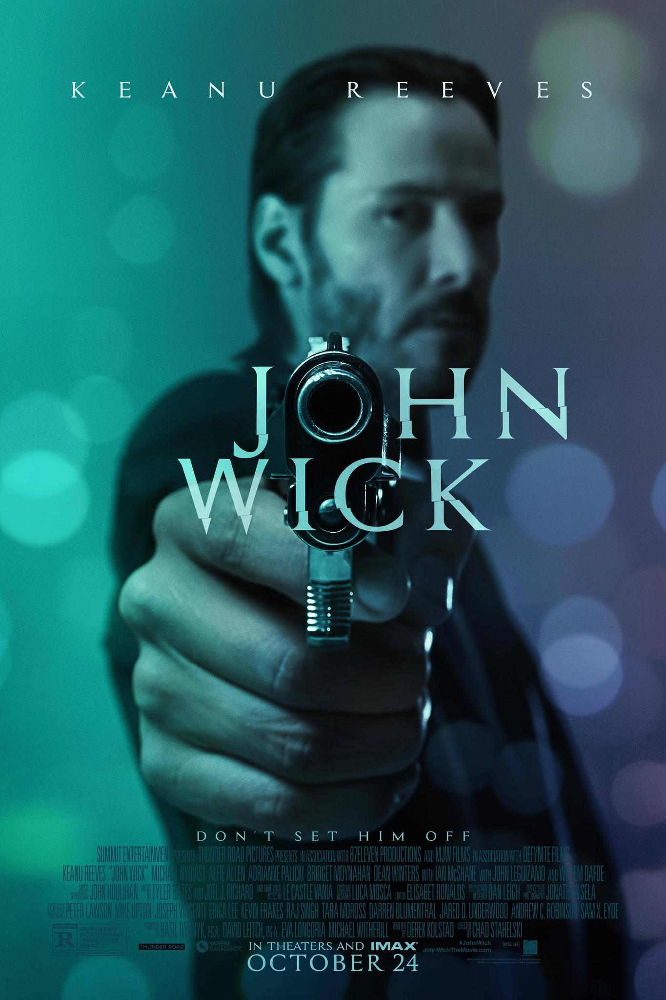 KEANU REEVES
JOHN
WICK
DON'T SET HIM OFF
SUMMIT ENTERTAINMENT PRESENTS THUNDER ROAD PICTURES PRESENTS IN ASSOCIATION WITH 87ELEVEN PRODUCTIONS AND MJW FILMS IN ASSOCIATION WITH DEFYNITE FILMS
KEANU REEVES "JOHN WICK" MICHAEL NYQVIST ALFIE ALLEN ADRIANNE PALICKI BRIDGET MOYNAHAN DEAN WINTERS WITH IAN McSHANE WITH JOHN LEGUIZAMO AND WILLEM DAFOE
MUSIC SUPERVISOR JOHN HOULIHAN MUSIC BY TYLER BATES AND JOEL J. RICHARD AND ADDITIONAL MUSIC BY LE CASTLE VANIA COSTUME DESIGNER LUCA MOSCA EDITOR ELISABET RONALDS PRODUCTION DESIGNER DAN LEIGH DIRECTOR OF PHOTOGRAPHY JONATHAN SELA
EXECUTIVE PRODUCERS PETER LAWSON MIKE UPTON JOSEPH VINCENTI ERICA LEE KEVIN FRAKES RAJ SINGH TARA MOROSS DARREN BLUMENTHAL JARED D. UNDERWOOD ANDREW C. ROBINSON SAM X. EYDE
PRODUCED BY BASIL IWANYK, P.G.A. DAVID LEITCH, P.G.A. EVA LONGORIA MICHAEL WITHERILL WRITTEN BY DEREK KOLSTAD DIRECTED BY CHAD STAHELSKI
RESTRICTED
R
STRONG AND BLOODY
VIOLENCE THROUGHOUT,
LANGUAGE AND BRIEF
DRUG USE
THUNDER ROAD
VARÈSE
SARABANDE
IN THEATERS AND IMAX
OCTOBER 24
#JohnWick
JohnWickTheMovie.com
[NYSE: LGF]